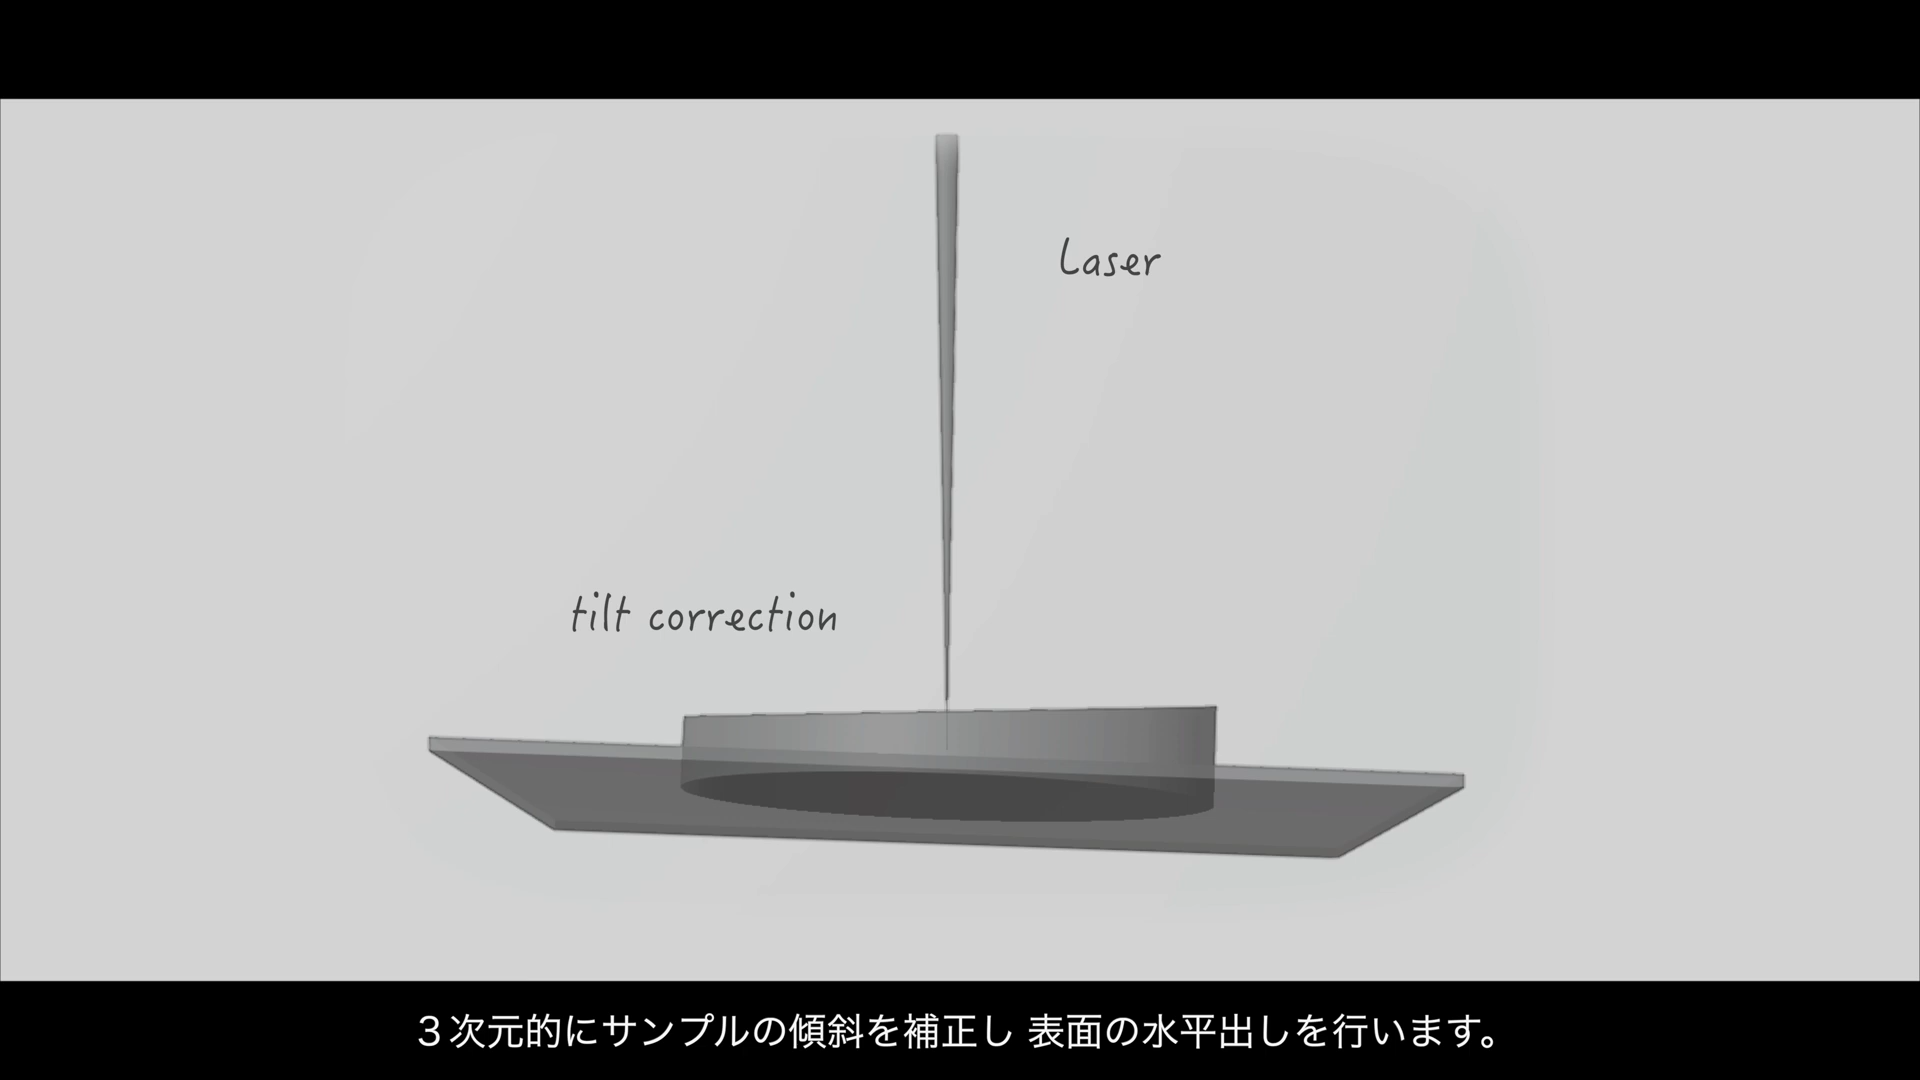 Laser
tilt correction
３次元的にサンプルの傾斜を補正し 表面の水平出しを行います。